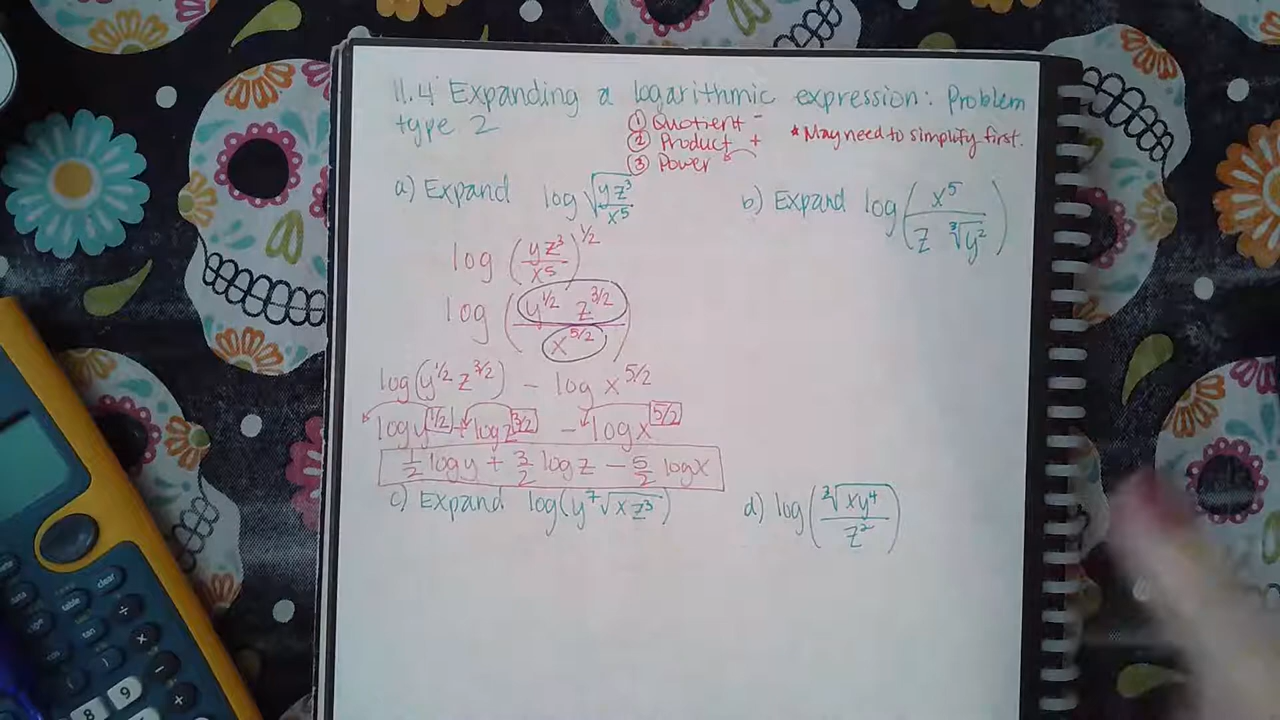 11.4 Expanding a logarithmic expression: Problem
type 2
① Quotient −
② Product +
③ Power
* May need to simplify first.
a) Expand log √(yz³/x⁵)
log (yz³/x⁵)^1/2
log (y^1/2 z^3/2 / x^5/2)
log(y^1/2 z^3/2) − log x^5/2
log y^1/2 + log z^3/2 − log x^5/2
1/2 log y + 3/2 log z − 5/2 log x
b) Expand log (x⁵ / z ∛y²)
c) Expand log(y⁷ √xz³)
d) log (∛xy⁴ / z²)
9
8